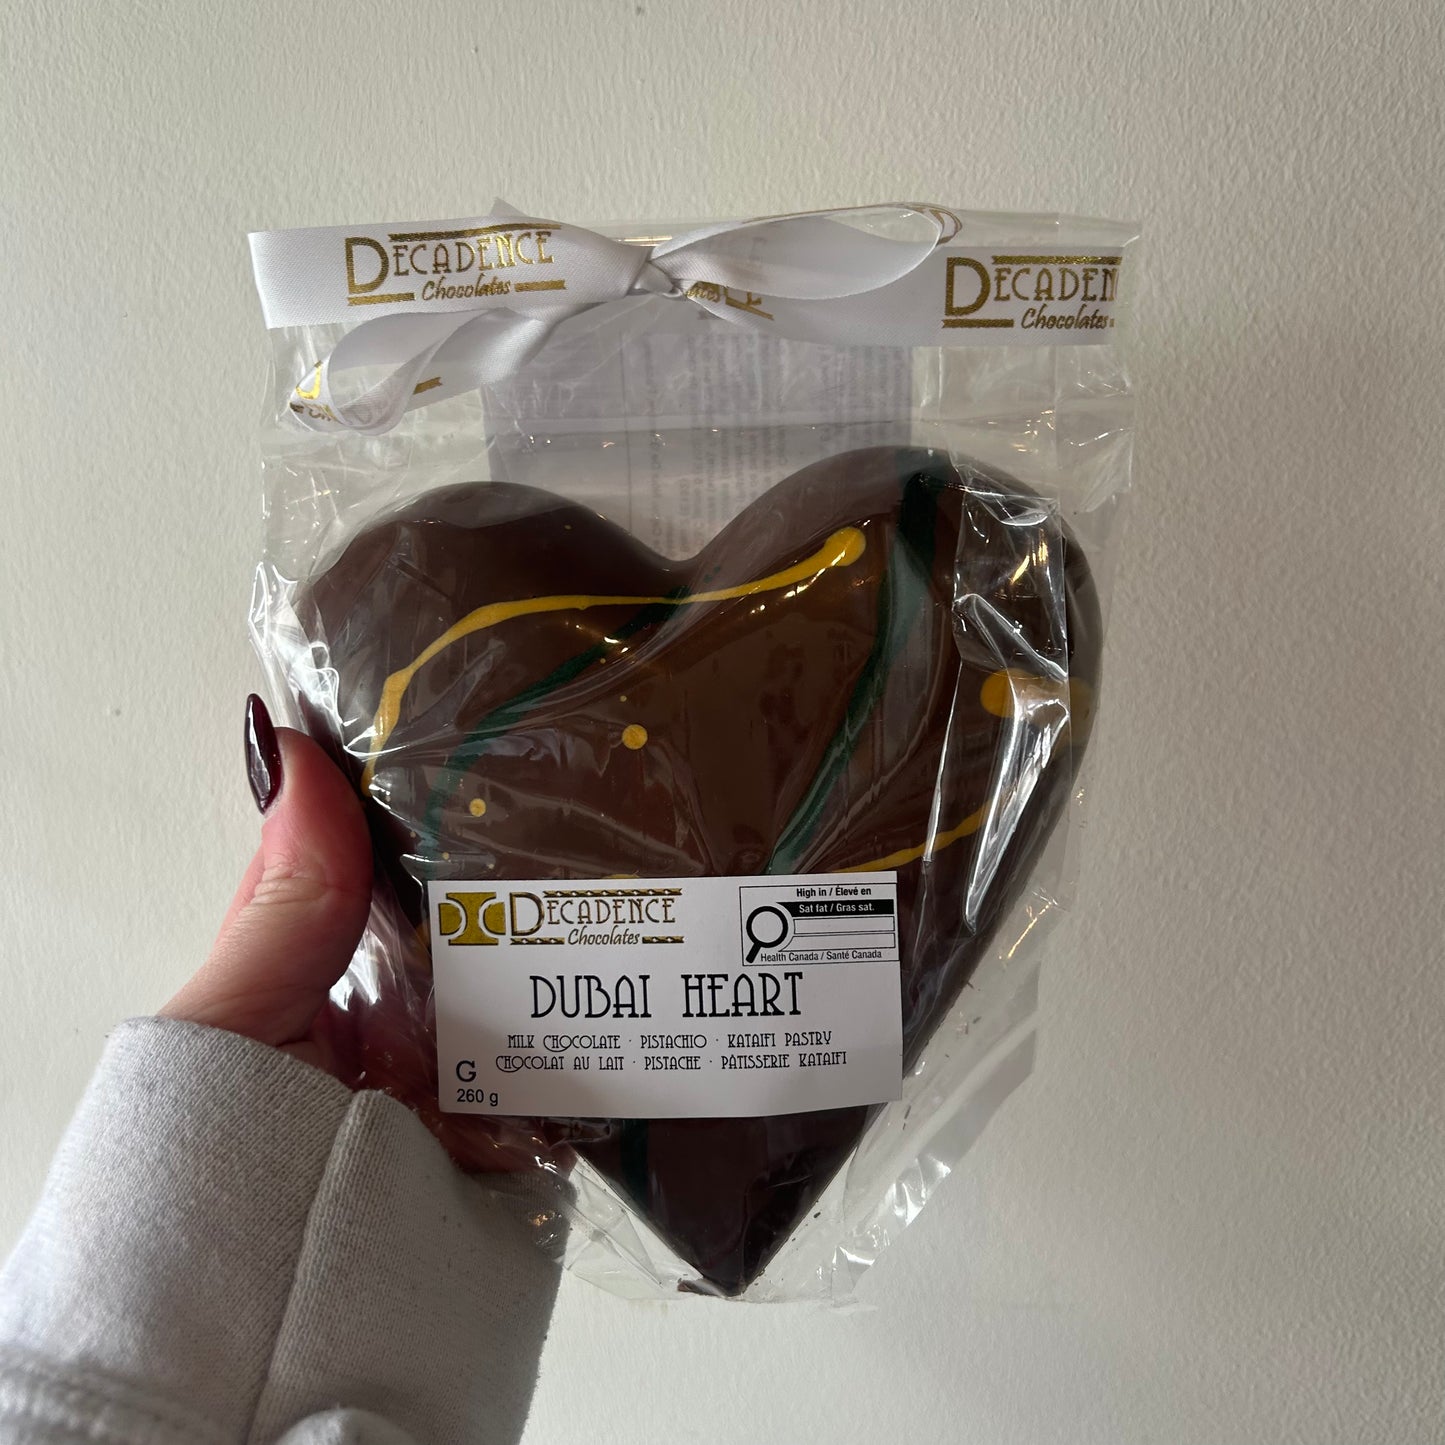 DECADENCE
Chocolates
DECADEN
Chocolates
DECADENCE
Chocolates
High in / Élevé en
Sat fat / Gras sat.
Health Canada / Santé Canada
DUBAI HEART
MILK CHOCOLATE · PISTACHIO · KATAIFI PASTRY
CHOCOLAT AU LAIT · PISTACHE · PÂTISSERIE KATAIFI
G
260 g